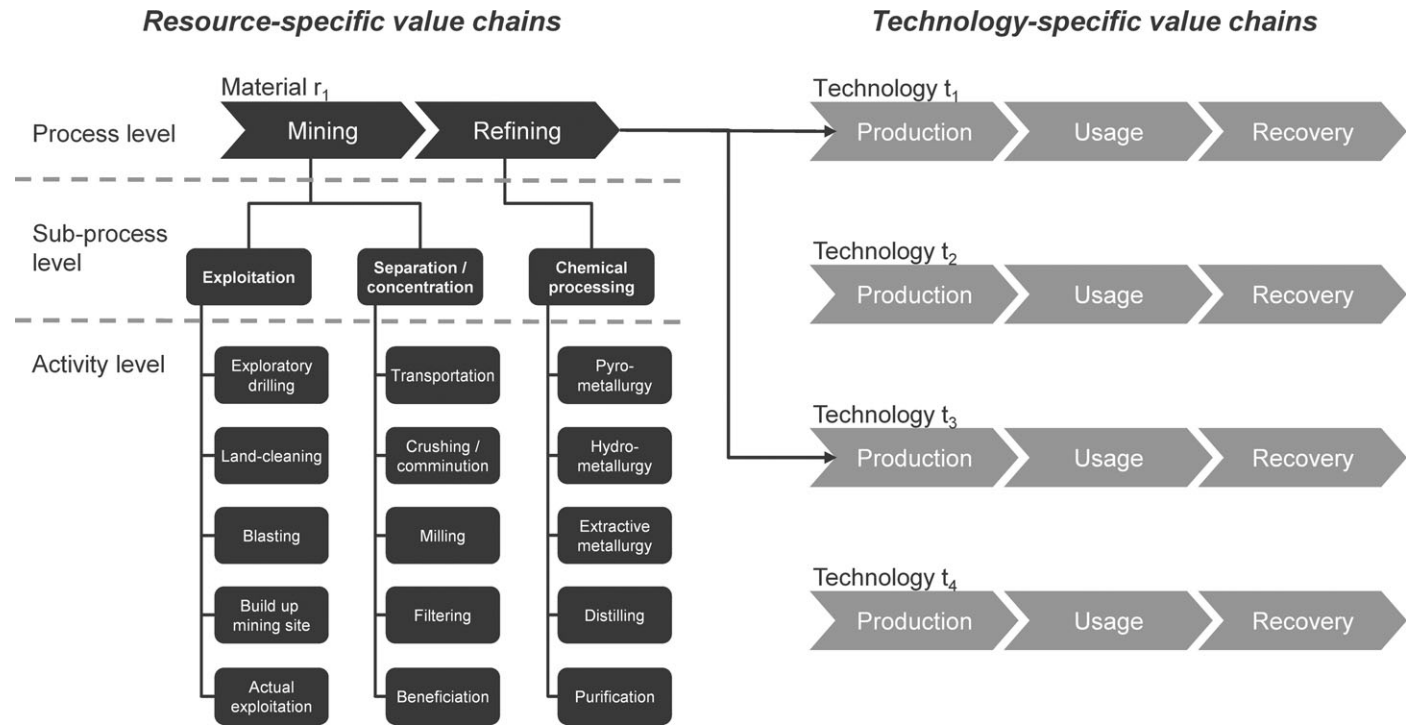 Resource-specific value chains
Technology-specific value chains
Material r₁
Process level
Mining
Refining
Sub-process
level
Exploitation
Separation /
concentration
Chemical
processing
Activity level
Exploratory
drilling
Land-cleaning
Blasting
Build up
mining site
Actual
exploitation
Transportation
Crushing /
comminution
Milling
Filtering
Beneficiation
Pyro-
metallurgy
Hydro-
metallurgy
Extractive
metallurgy
Distilling
Purification
Technology t₁
Production
Usage
Recovery
Technology t₂
Production
Usage
Recovery
Technology t₃
Production
Usage
Recovery
Technology t₄
Production
Usage
Recovery